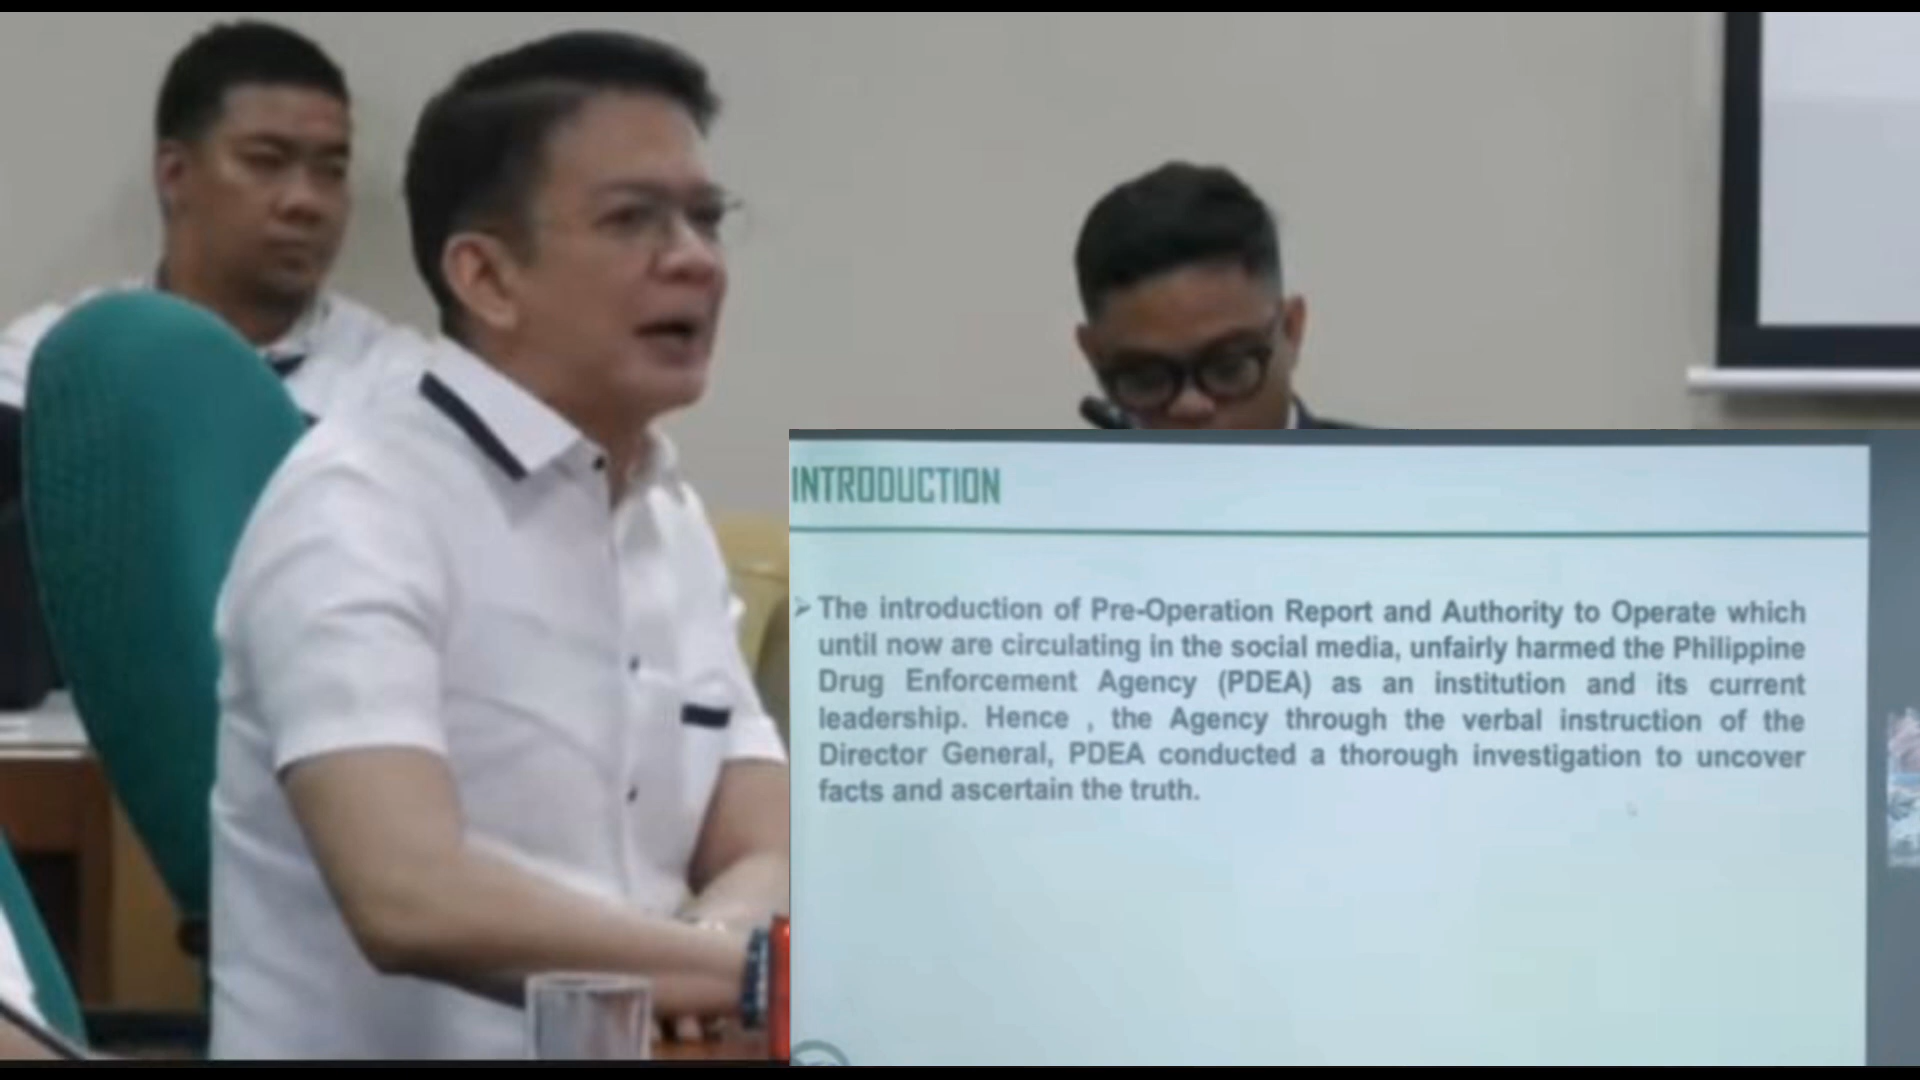 INTRODUCTION
➢ The introduction of Pre-Operation Report and Authority to Operate which
until now are circulating in the social media, unfairly harmed the Philippine
Drug Enforcement Agency (PDEA) as an institution and its current
leadership. Hence , the Agency through the verbal instruction of the
Director General, PDEA conducted a thorough investigation to uncover
facts and ascertain the truth.